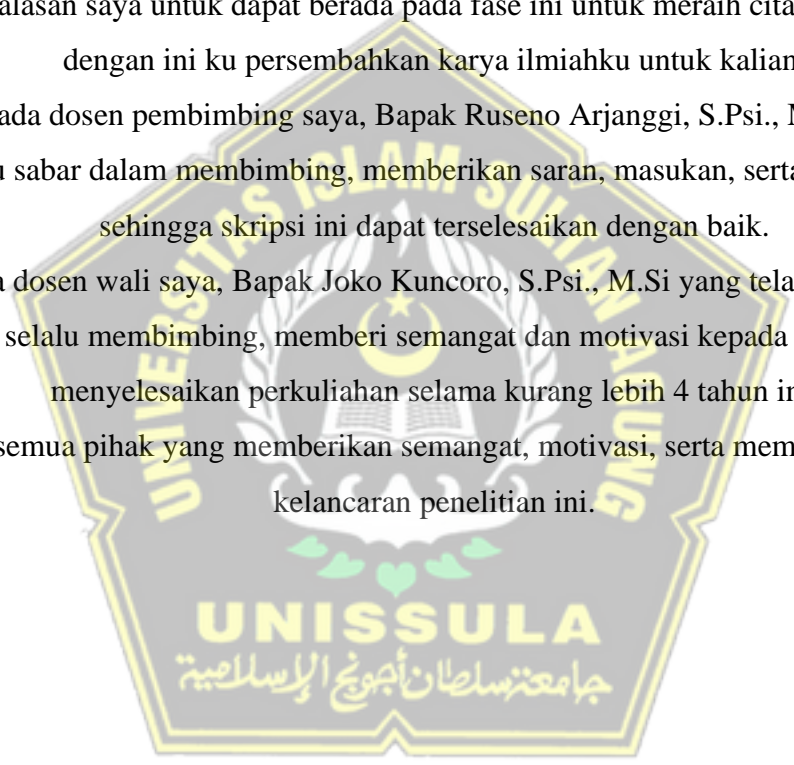 alasan saya untuk dapat berada pada fase ini untuk meraih cita
dengan ini ku persembahkan karya ilmiahku untuk kalian
ada dosen pembimbing saya, Bapak Ruseno Arjanggi, S.Psi.,
sabar dalam membimbing, memberikan saran, masukan, serta
sehingga skripsi ini dapat terselesaikan dengan baik.
dosen wali saya, Bapak Joko Kuncoro, S.Psi., M.Si yang tela
selalu membimbing, memberi semangat dan motivasi kepada
menyelesaikan perkuliahan selama kurang lebih 4 tahun in
semua pihak yang memberikan semangat, motivasi, serta mem
kelancaran penelitian ini.
UNIVERSITAS ISLAM SULTAN AGUNG
UNISSULA
جامعتسلطان أجونج الإسلامية